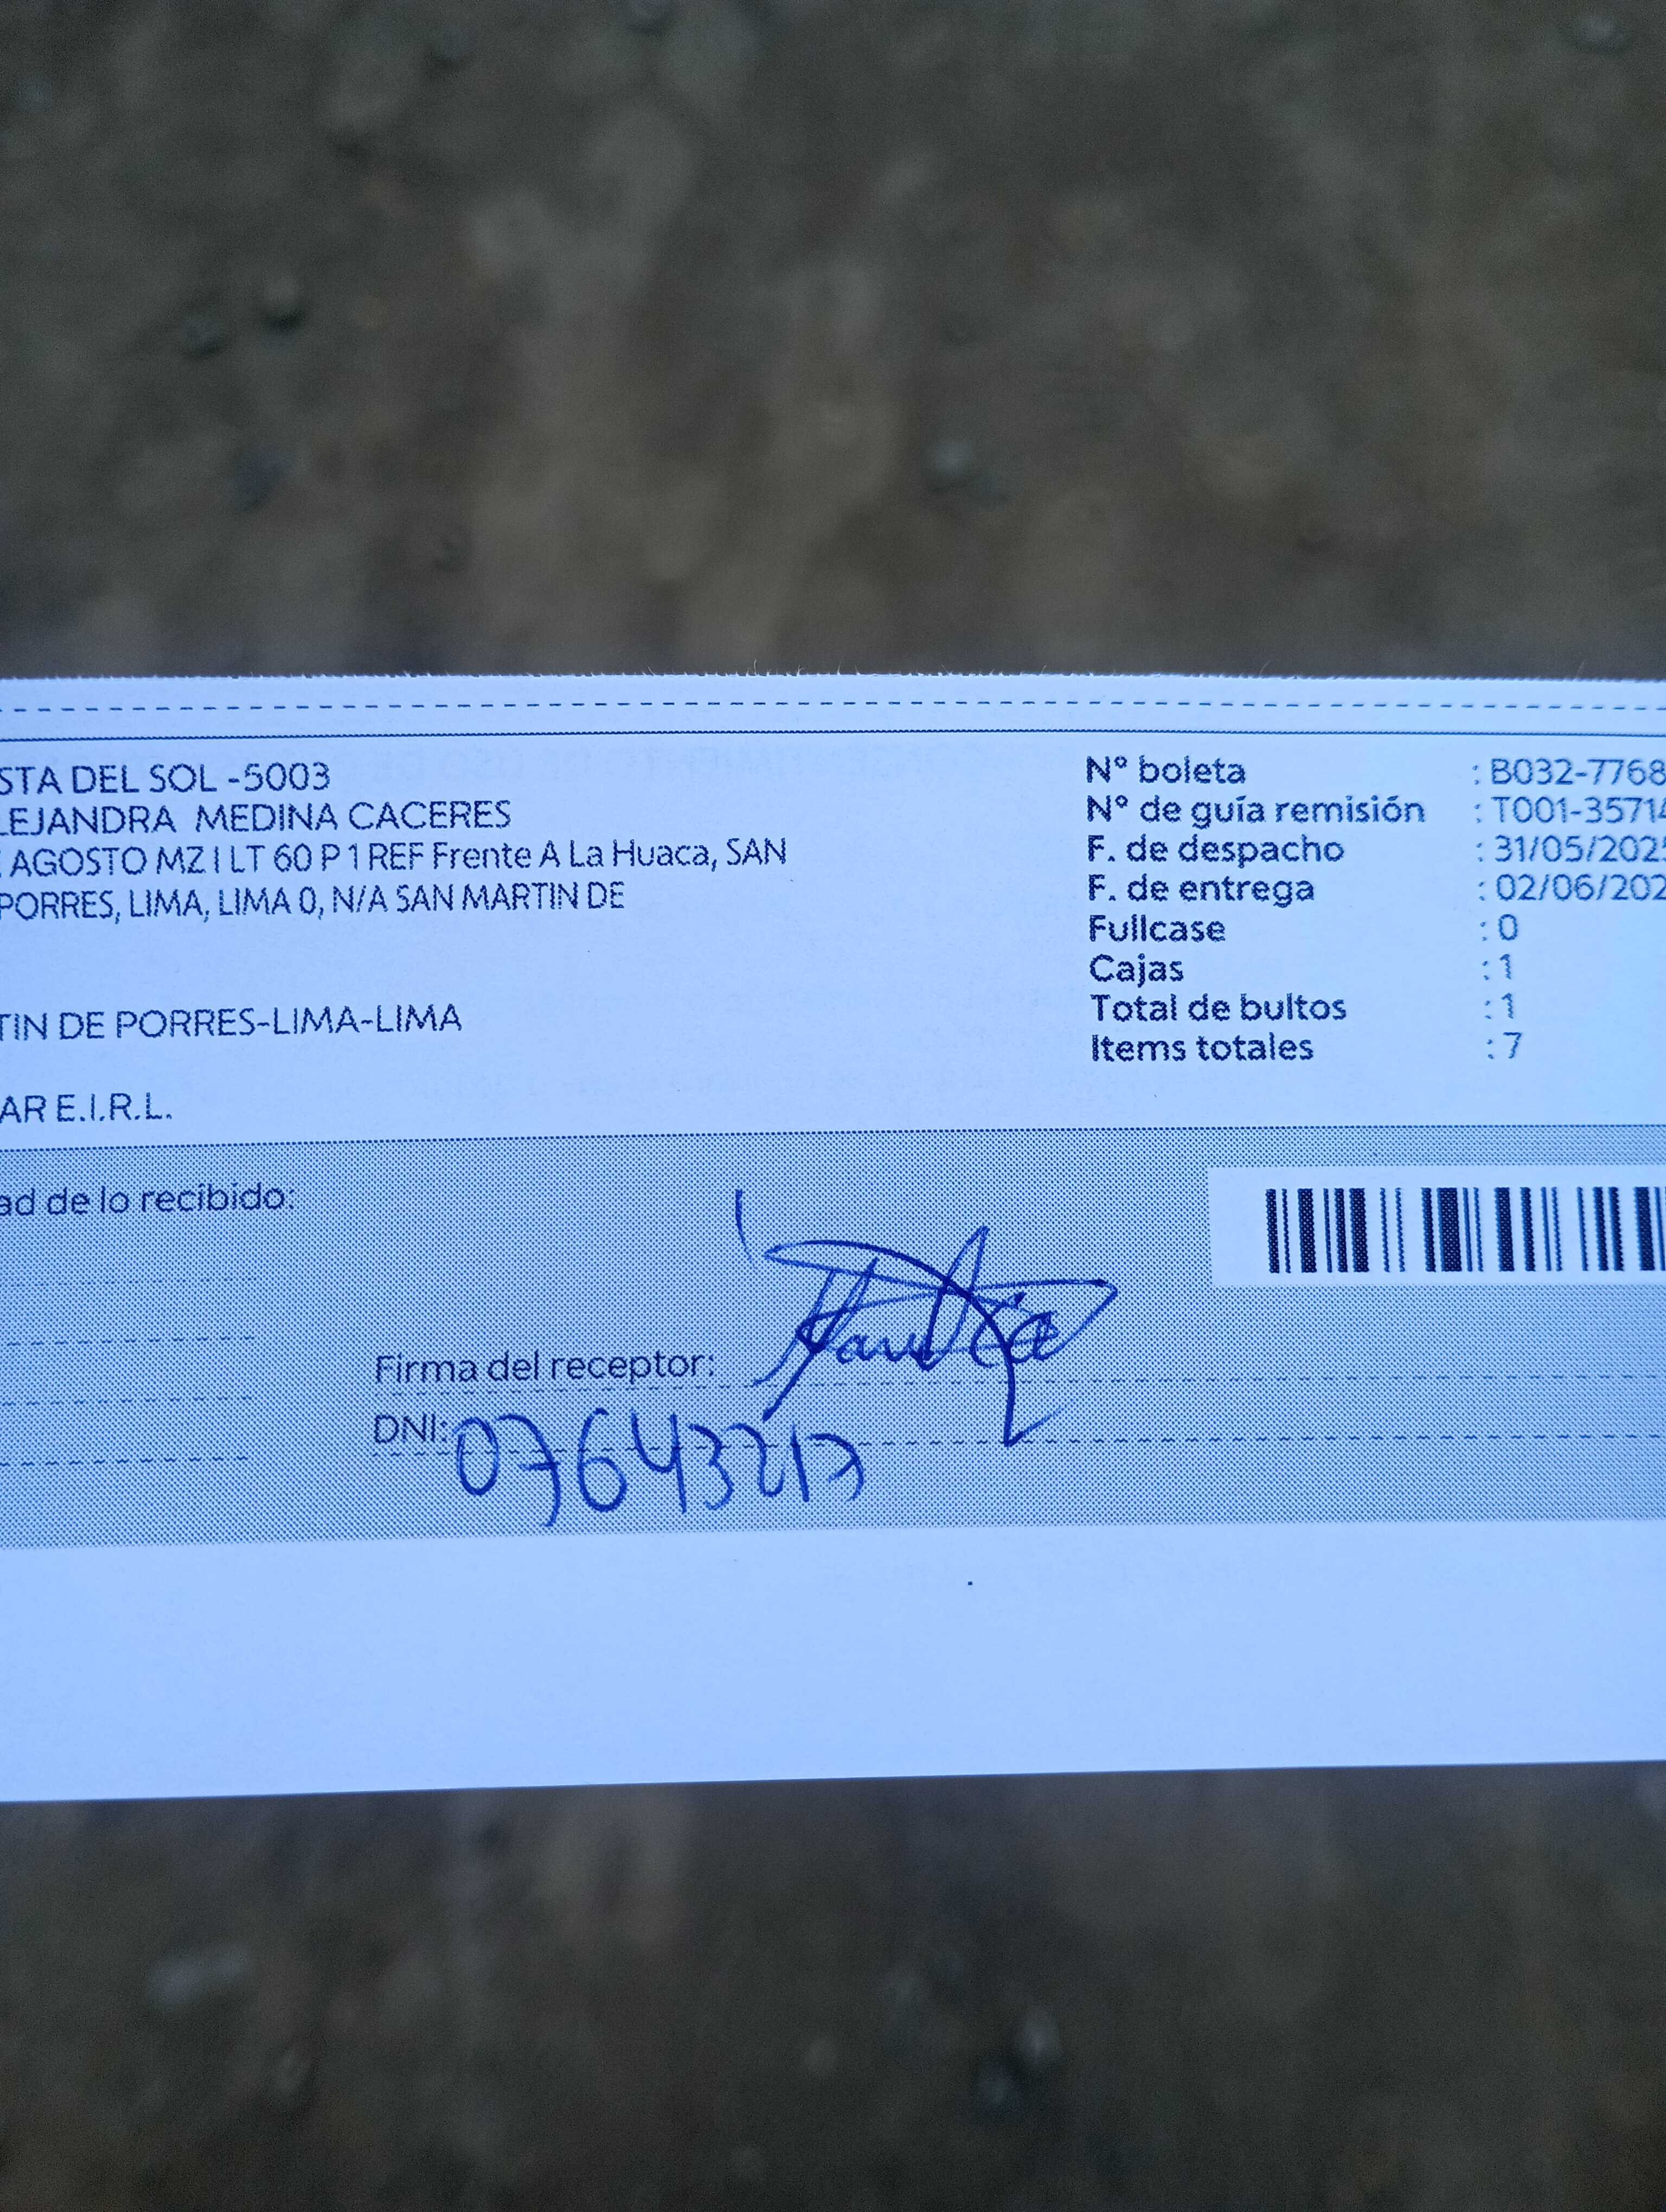 STA DEL SOL -5003
LEJANDRA MEDINA CACERES
AGOSTO MZ I LT 60 P 1 REF Frente A La Huaca, SAN
PORRES, LIMA, LIMA 0, N/A SAN MARTIN DE
TIN DE PORRES-LIMA-LIMA
AR E.I.R.L.
N° boleta : B032-7768
N° de guía remisión : T001-35714
F. de despacho : 31/05/2025
F. de entrega : 02/06/202
Fullcase : 0
Cajas : 1
Total de bultos : 1
Items totales : 7
ad de lo recibido:
Firma del receptor:
DNI: 07643217